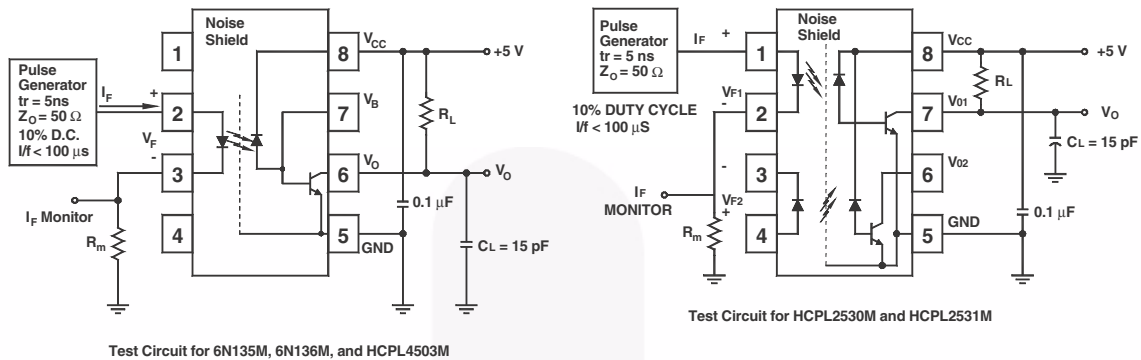 Noise
Shield
Pulse
Generator
tr = 5ns
ZO = 50 Ω
10% D.C.
I/f < 100 µs
IF
+
VF
-
1
2
3
4
8
7
6
5
VCC
VB
VO
GND
+5 V
RL
VO
0.1 µF
CL = 15 pF
IF Monitor
Rm
Test Circuit for 6N135M, 6N136M, and HCPL4503M
Pulse
Generator
tr = 5 ns
ZO = 50 Ω
IF
+
10% DUTY CYCLE
I/f < 100 µS
Noise
Shield
VF1
-
-
VF2
+
1
2
3
4
8
7
6
5
VCC
V01
V02
GND
+5 V
RL
VO
CL = 15 pF
0.1 µF
IF
MONITOR
Rm
Test Circuit for HCPL2530M and HCPL2531M